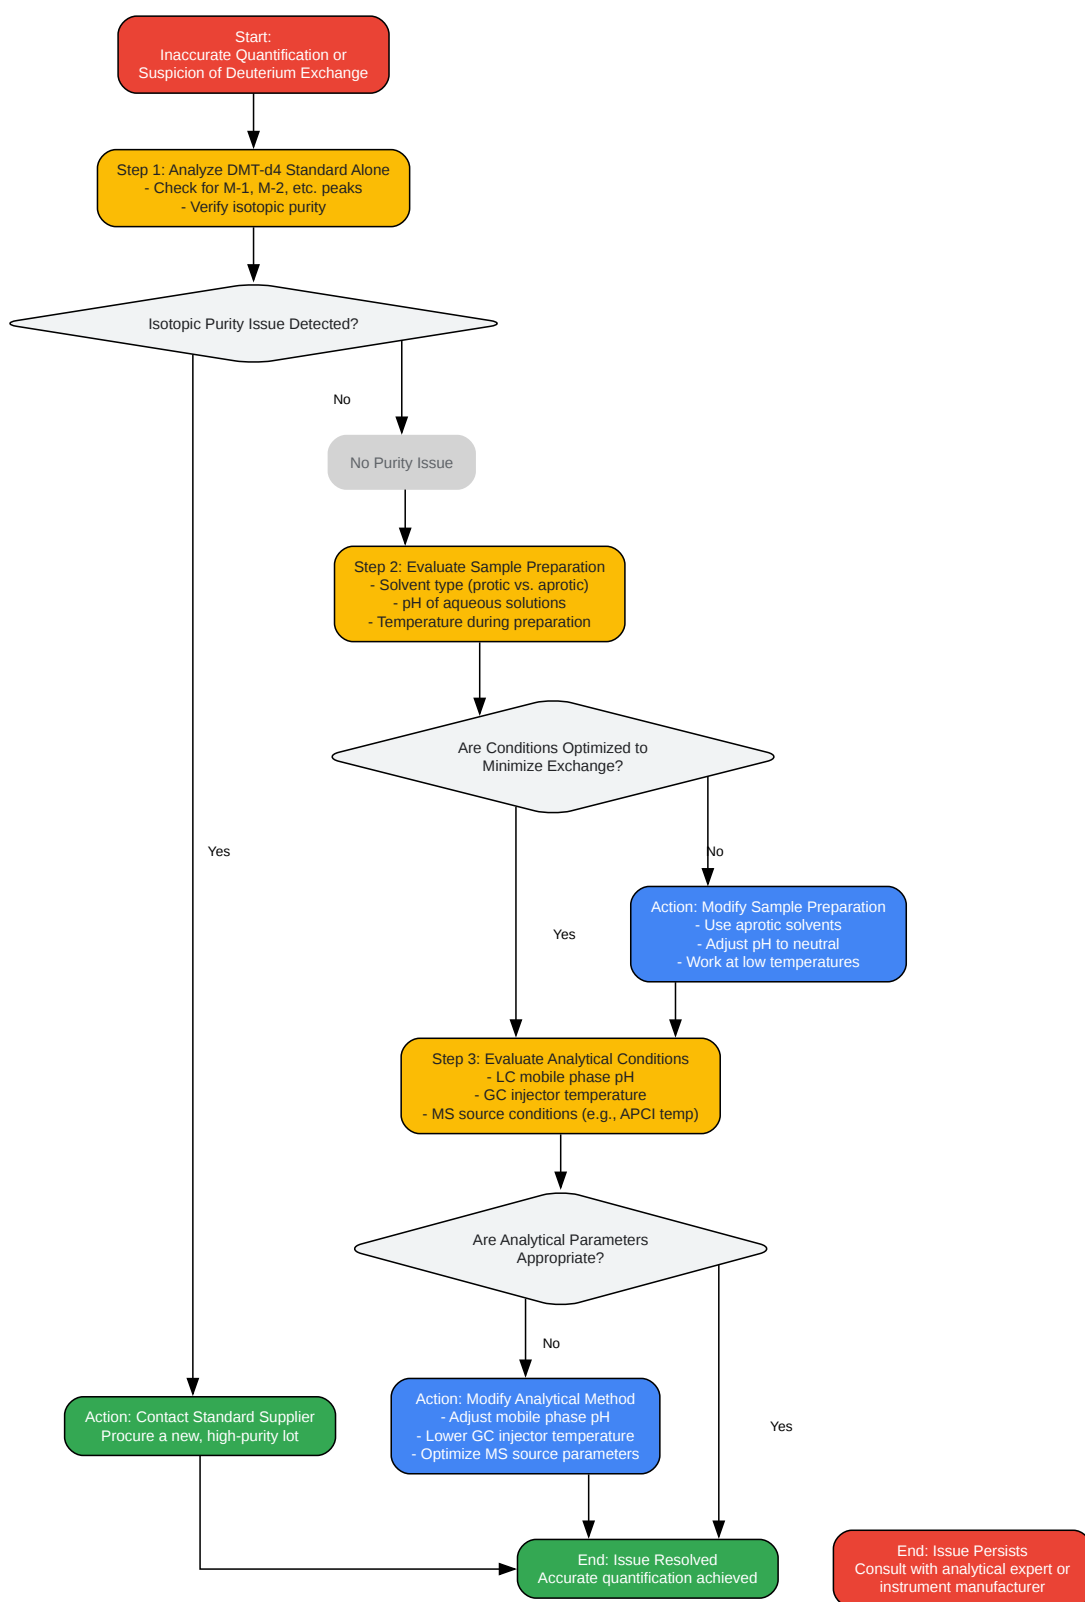 Start:
Inaccurate Quantification or
Suspicion of Deuterium Exchange
Step 1: Analyze DMT-d4 Standard Alone
- Check for M-1, M-2, etc. peaks
- Verify isotopic purity
Isotopic Purity Issue Detected?
No
No Purity Issue
Step 2: Evaluate Sample Preparation
- Solvent type (protic vs. aprotic)
- pH of aqueous solutions
- Temperature during preparation
Are Conditions Optimized to
Minimize Exchange?
Yes
No
Action: Modify Sample Preparation
- Use aprotic solvents
- Adjust pH to neutral
- Work at low temperatures
Yes
Step 3: Evaluate Analytical Conditions
- LC mobile phase pH
- GC injector temperature
- MS source conditions (e.g., APCI temp)
Are Analytical Parameters
Appropriate?
No
Action: Contact Standard Supplier
Procure a new, high-purity lot
Action: Modify Analytical Method
- Adjust mobile phase pH
- Lower GC injector temperature
- Optimize MS source parameters
Yes
End: Issue Resolved
Accurate quantification achieved
End: Issue Persists
Consult with analytical expert or
instrument manufacturer